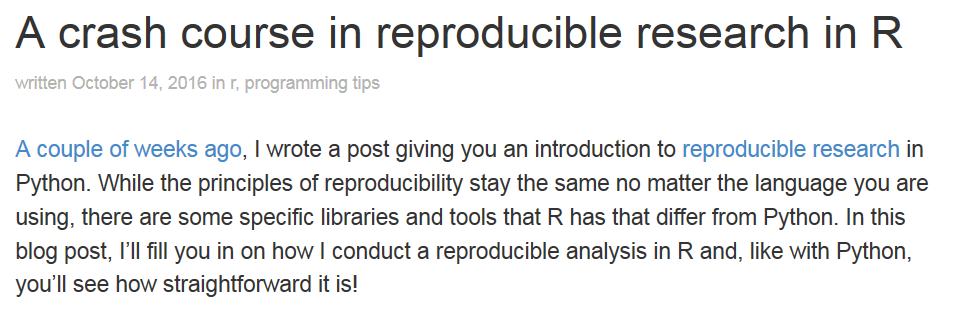 A crash course in reproducible research in R
written October 14, 2016 in r, programming tips
A couple of weeks ago, I wrote a post giving you an introduction to reproducible research in
Python. While the principles of reproducibility stay the same no matter the language you are
using, there are some specific libraries and tools that R has that differ from Python. In this
blog post, I’ll fill you in on how I conduct a reproducible analysis in R and, like with Python,
you’ll see how straightforward it is!